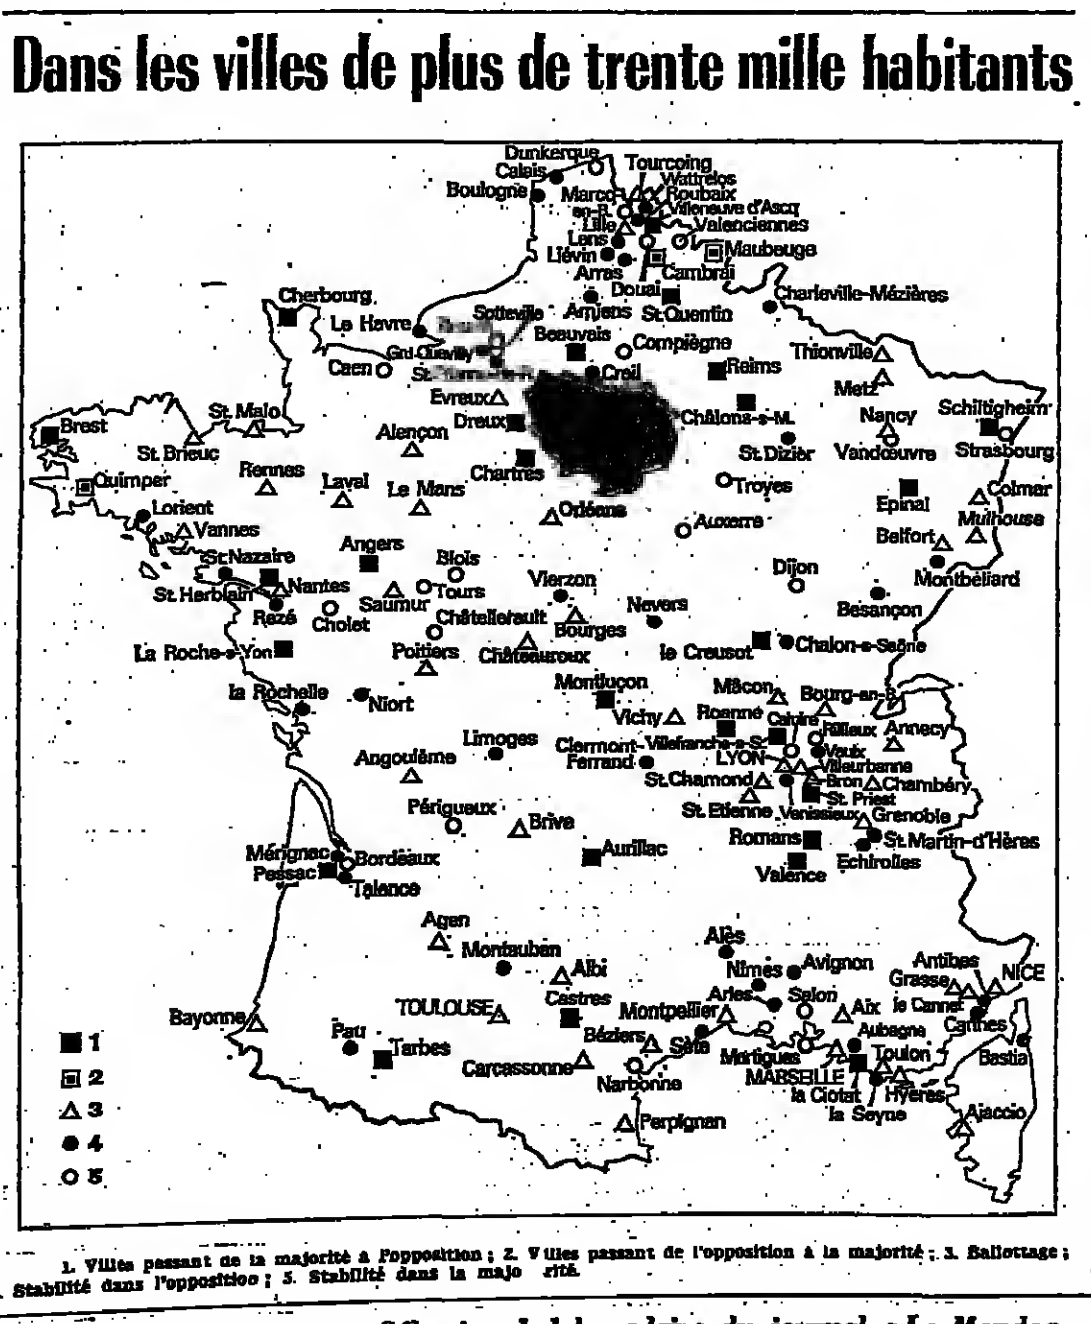 Dans les villes de plus de trente mille habitants
Dunkerque
Calais
Tourcoing
Wattrelos
Boulogne
Marcq-
Roubaix
en-B.
Villeneuve d'Ascq
Lille
Valenciennes
Lens
Liévin
Maubeuge
Arras
Cambrai
Douai
Cherbourg
Amiens
St.Quentin
Charleville-Mézières
Sotteville
Le Havre
Beauvais
Compiègne
Thionville
Grd-Quevilly
Caen
Creil
Reims
Metz
Evreux
St.Malo
Dreux
Châlons-s-M.
Nancy
Schiltigheim
Brest
Alençon
St.Brieuc
St.Dizier
Vandœuvre
Strasbourg
Rennes
Chartres
Quimper
Laval
Le Mans
Troyes
Colmar
Epinal
Lorient
Orléans
Auxerre
Mulhouse
Vannes
Belfort
Angers
St.Nazaire
Blois
Dijon
Montbéliard
Vierzon
St.Herblain
Nantes
Saumur
Tours
Besançon
Nevers
Rezé
Cholet
Châtellerault
Bourges
La Roche-s-Yon
Poitiers
Châteauroux
le Creusot
Chalon-s-Saône
Montluçon
Mâcon
Bourg-en-B.
la Rochelle
Niort
Vichy
Roanne
Caluire
Rillieux
Annecy
Limoges
Clermont-
Ferrand
Villefranche-s-S.
Vaulx
Angoulême
LYON
Villeurbanne
St.Chamond
Bron
Chambéry
St.Priest
Périgueux
Brive
St.Etienne
Venissieux
Grenoble
Romans
St.Martin-d'Hères
Mérignac
Bordeaux
Aurillac
Echirolles
Pessac
Valence
Talence
Agen
Alès
Montauban
Albi
Nîmes
Avignon
Antibes
Grasse
NICE
Castres
Arles
Salon
le Cannet
TOULOUSE
Montpellier
Aix
Cannes
Bayonne
Pau
Béziers
Sète
Aubagne
Bastia
Tarbes
Martigues
Toulon
Carcassonne
MARSEILLE
Narbonne
la Ciotat
Hyères
la Seyne
Perpignan
Ajaccio
1
2
3
4
5
1. Villes passant de la majorité à l'opposition ; 2. Villes passant de l'opposition à la majorité ; 3. Ballottage ;
Stabilité dans l'opposition ; 5. Stabilité dans la majo rité.